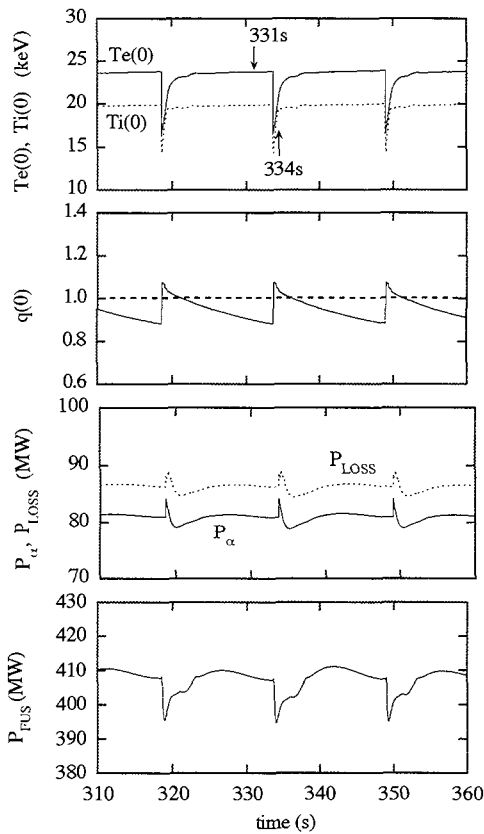 Te(0), Ti(0) (keV)
30
25
20
15
10
Te(0)
Ti(0)
331s
334s
q(0)
1.4
1.2
1.0
0.8
0.6
Pα, PLOSS (MW)
100
90
80
70
PLOSS
Pα
PFUS (MW)
430
420
410
400
390
380
310 320 330 340 350 360
time (s)